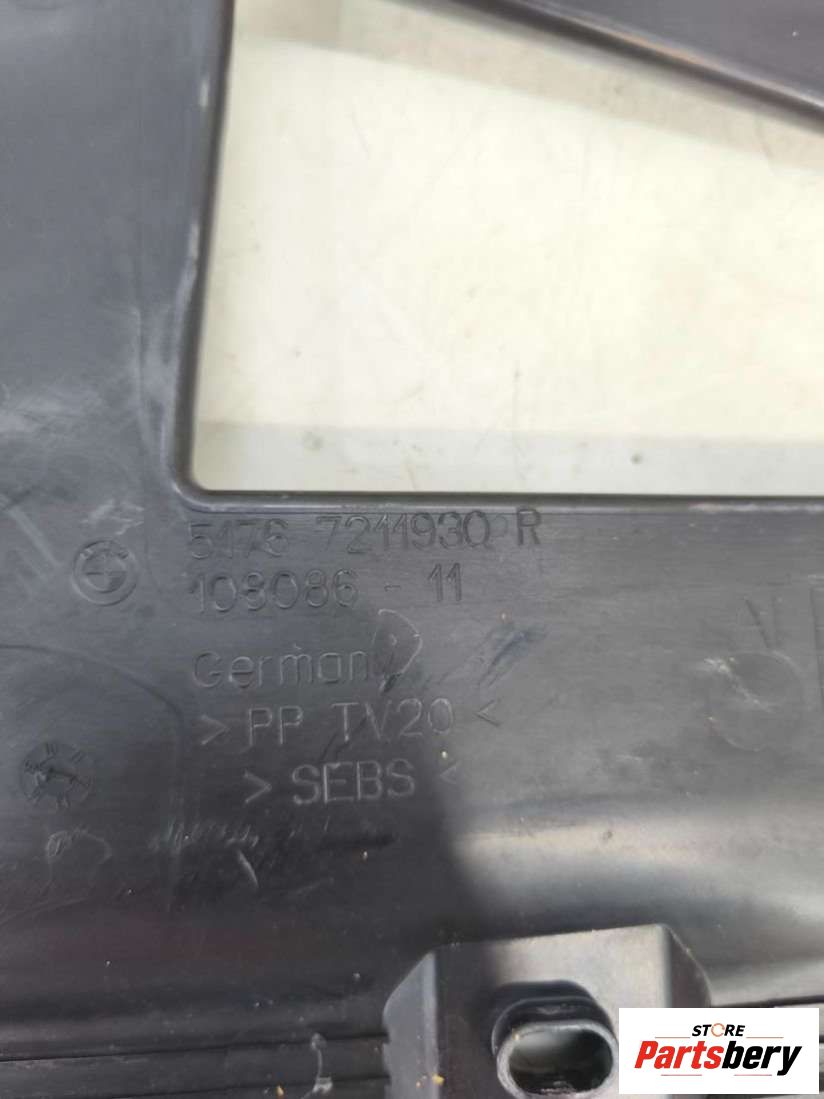 5176 7211930 R
108086 - 11
Germany
> PP TV20 <
> SEBS <
STORE
Partsbery